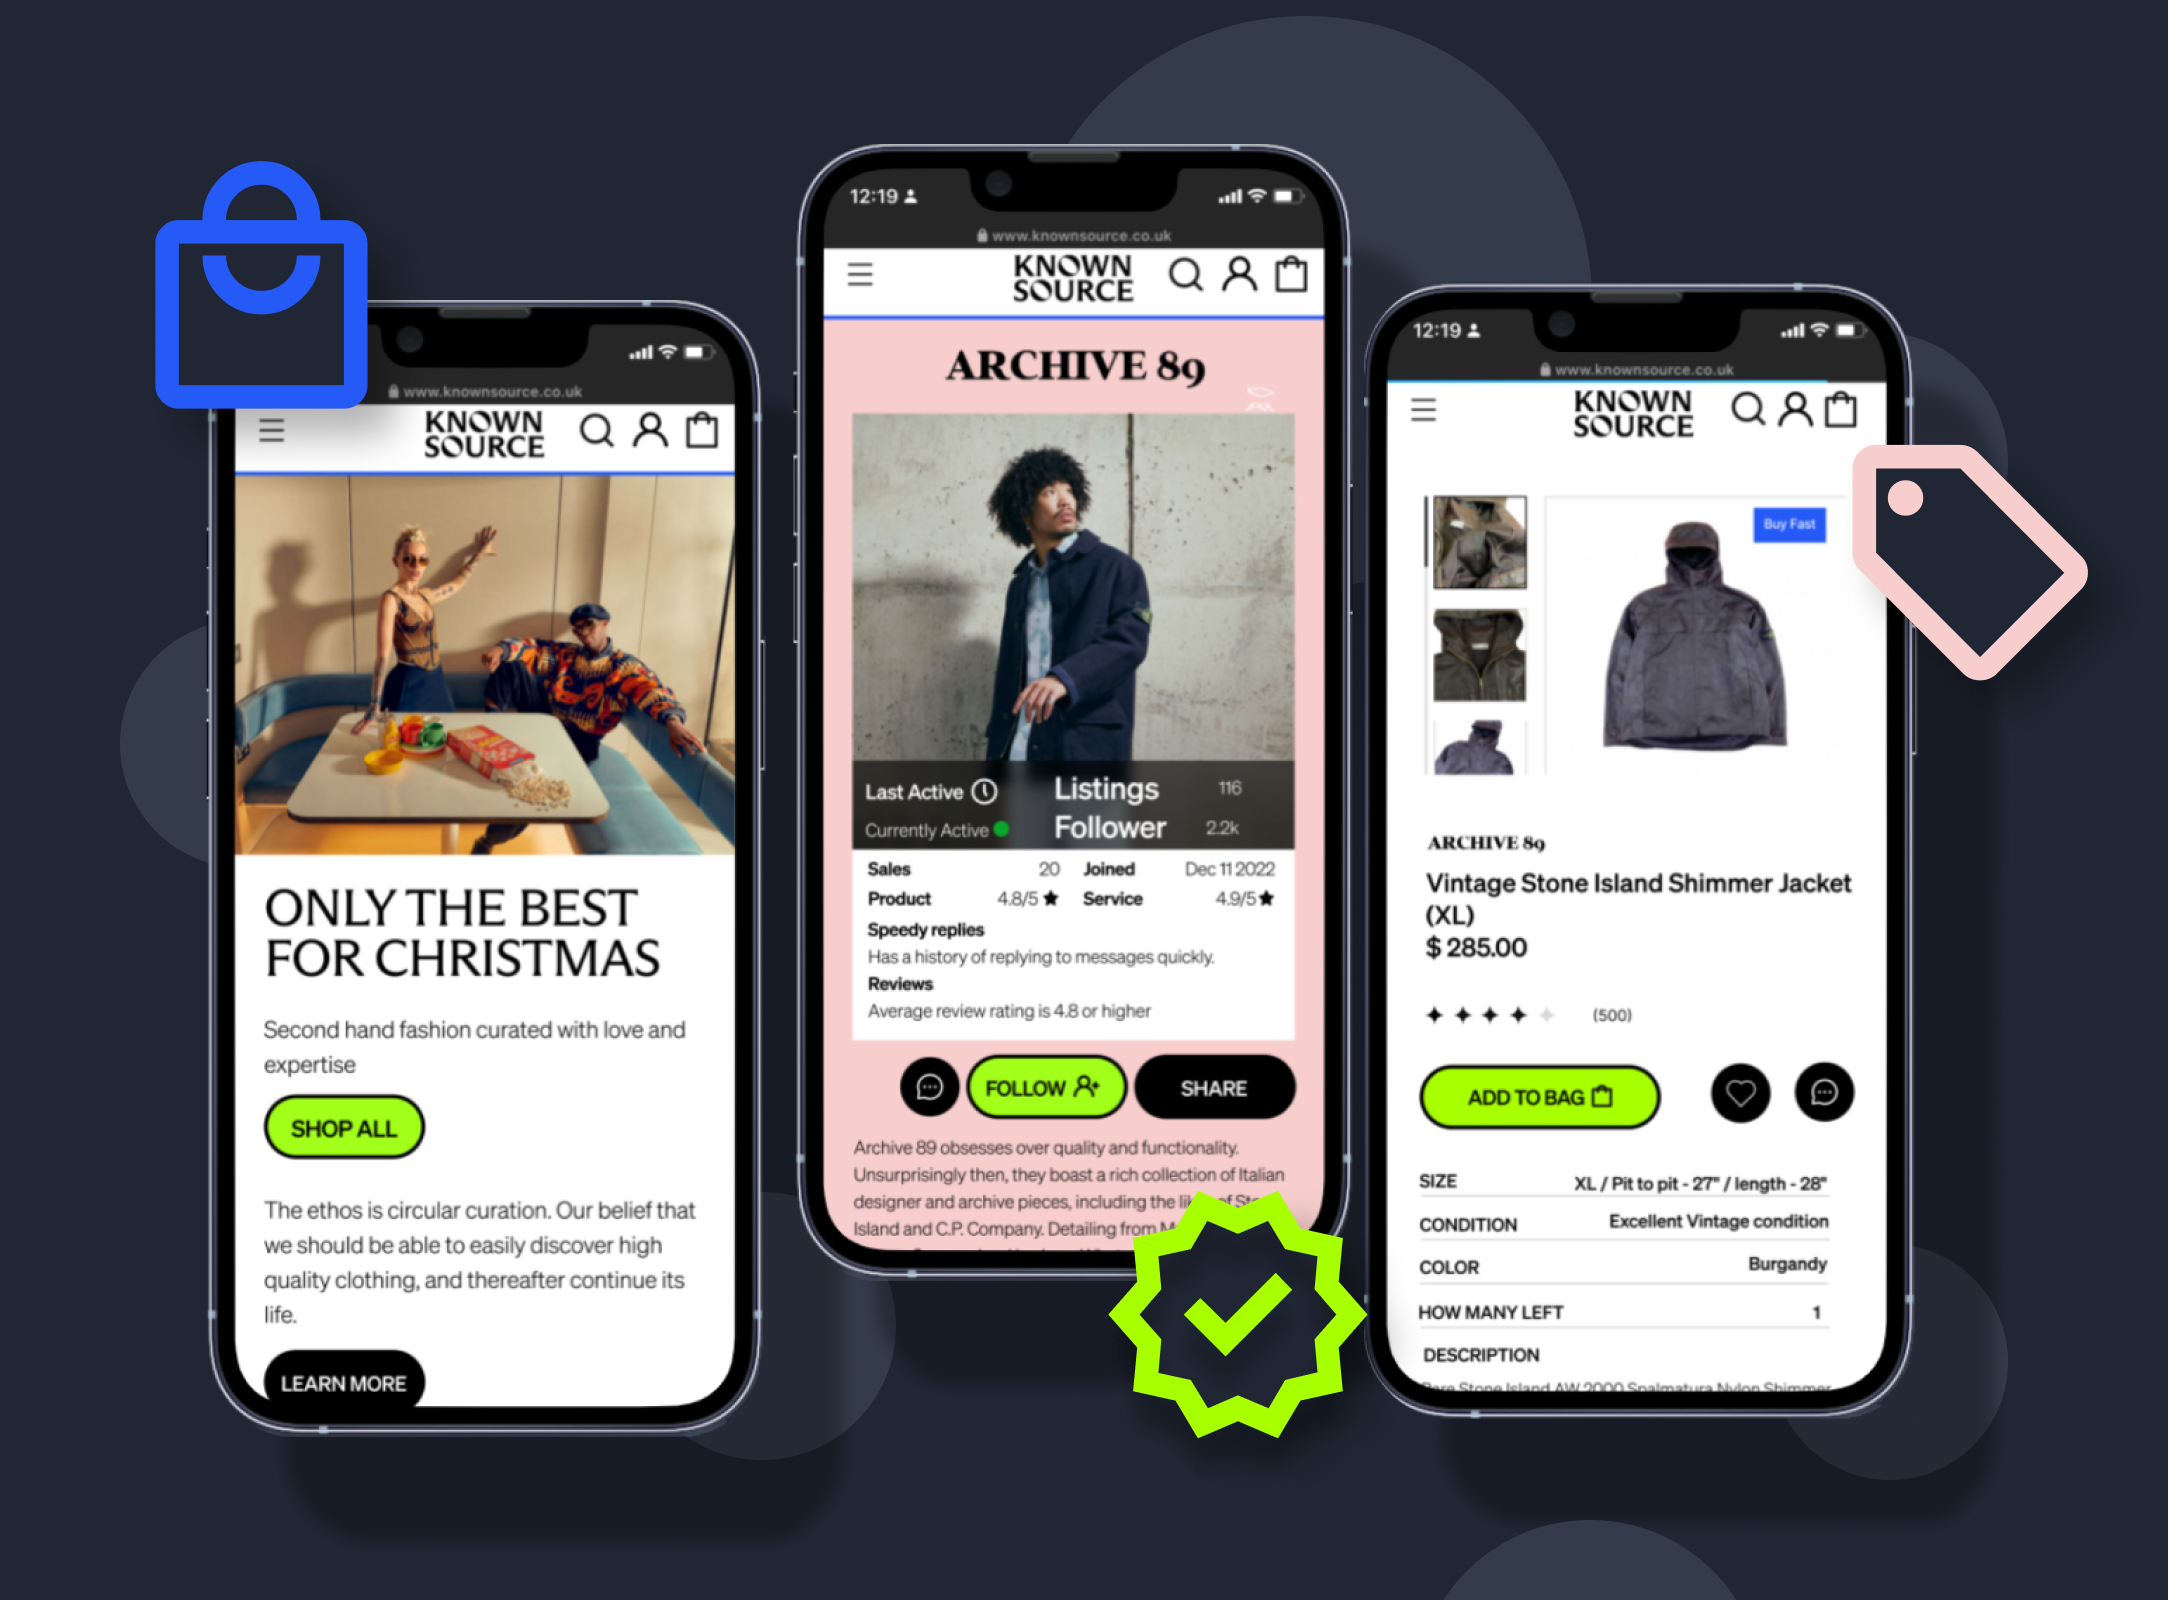 www.knownsource.co.uk
KNOWN
SOURCE
ONLY THE BEST
FOR CHRISTMAS
Second hand fashion curated with love and
expertise
SHOP ALL
The ethos is circular curation. Our belief that
we should be able to easily discover high
quality clothing, and thereafter continue its
life.
LEARN MORE
12:19
www.knownsource.co.uk
KNOWN
SOURCE
ARCHIVE 89
Last Active Listings 116
Currently Active Follower 2.2k
Sales 20 Joined Dec 11 2022
Product 4.8/5 Service 4.9/5
Speedy replies
Has a history of replying to messages quickly.
Reviews
Average review rating is 4.8 or higher
FOLLOW SHARE
Archive 89 obsesses over quality and functionality.
Unsurprisingly then, they boast a rich collection of Italian
designer and archive pieces, including the of
Island and C.P. Company. Detailing from
12:19
www.knownsource.co.uk
KNOWN
SOURCE
Buy Fast
ARCHIVE 89
Vintage Stone Island Shimmer Jacket
(XL)
$ 285.00
(500)
ADD TO BAG
SIZE XL / Pit to pit - 27" / length - 28"
CONDITION Excellent Vintage condition
COLOR Burgandy
HOW MANY LEFT 1
DESCRIPTION
Rare Stone Island AW 2000 Spalmatura Nylon Shimmer